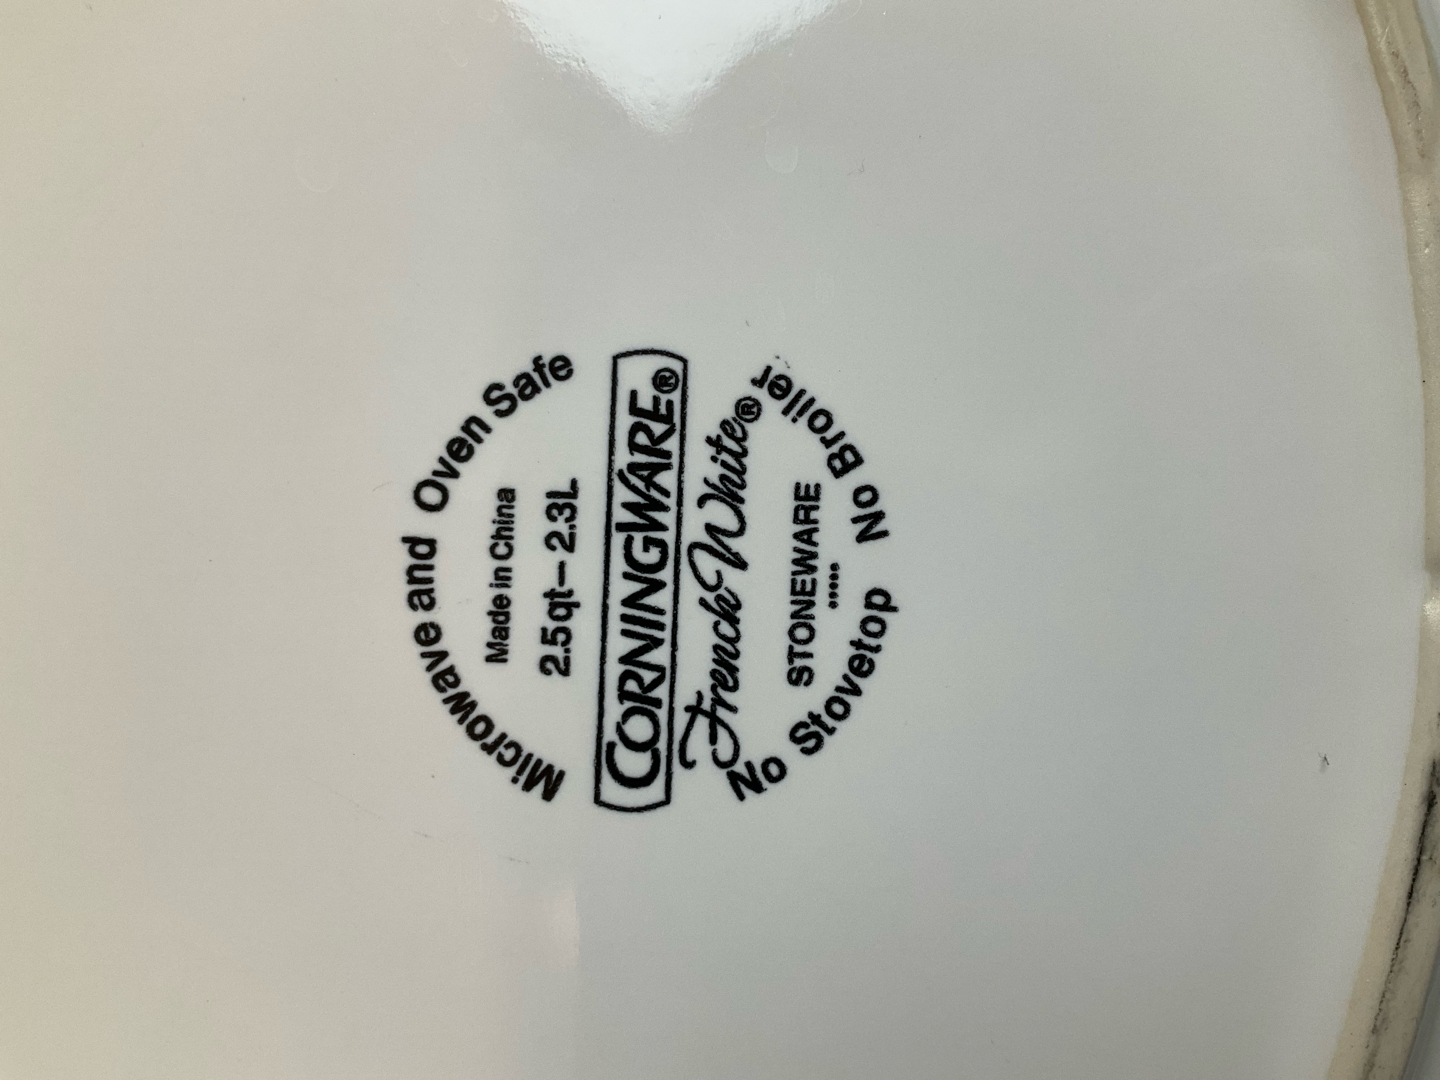 Microwave and Oven Safe
Made in China
2.5qt – 2.3L
CORNINGWARE®
French White®
STONEWARE
•••••
No Stovetop No Broiler